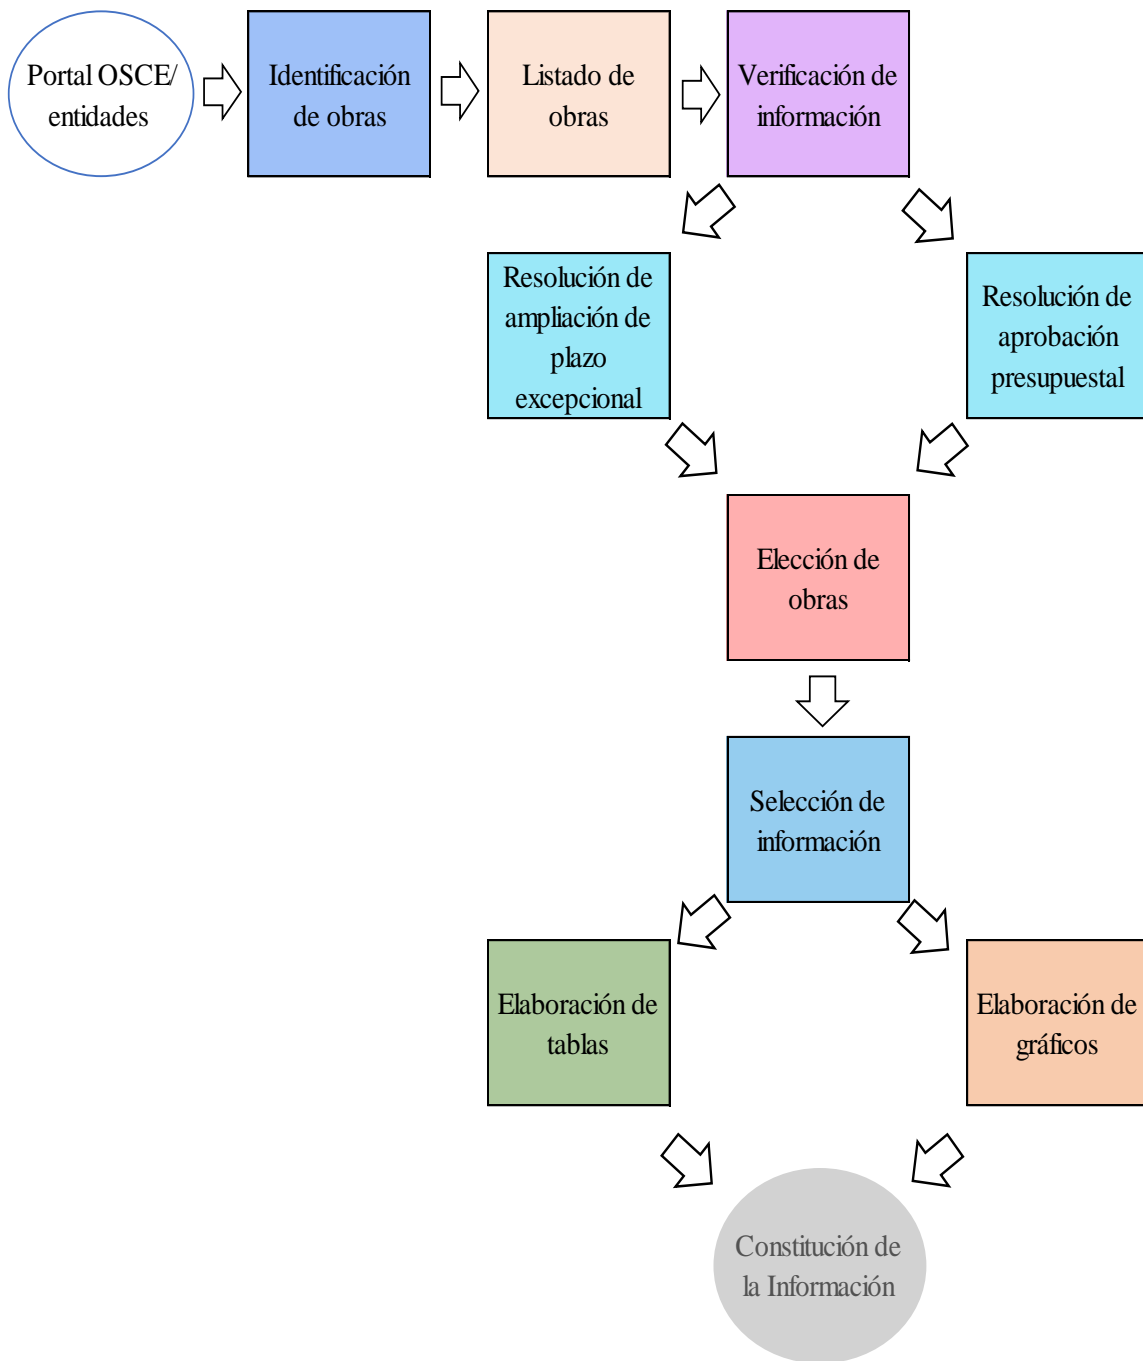 Portal OSCE/
entidades
Identificación
de obras
Listado de
obras
Verificación de
información
Resolución de
ampliación de
plazo
excepcional
Resolución de
aprobación
presupuestal
Elección de
obras
Selección de
información
Elaboración de
tablas
Elaboración de
gráficos
Constitución de
la Información